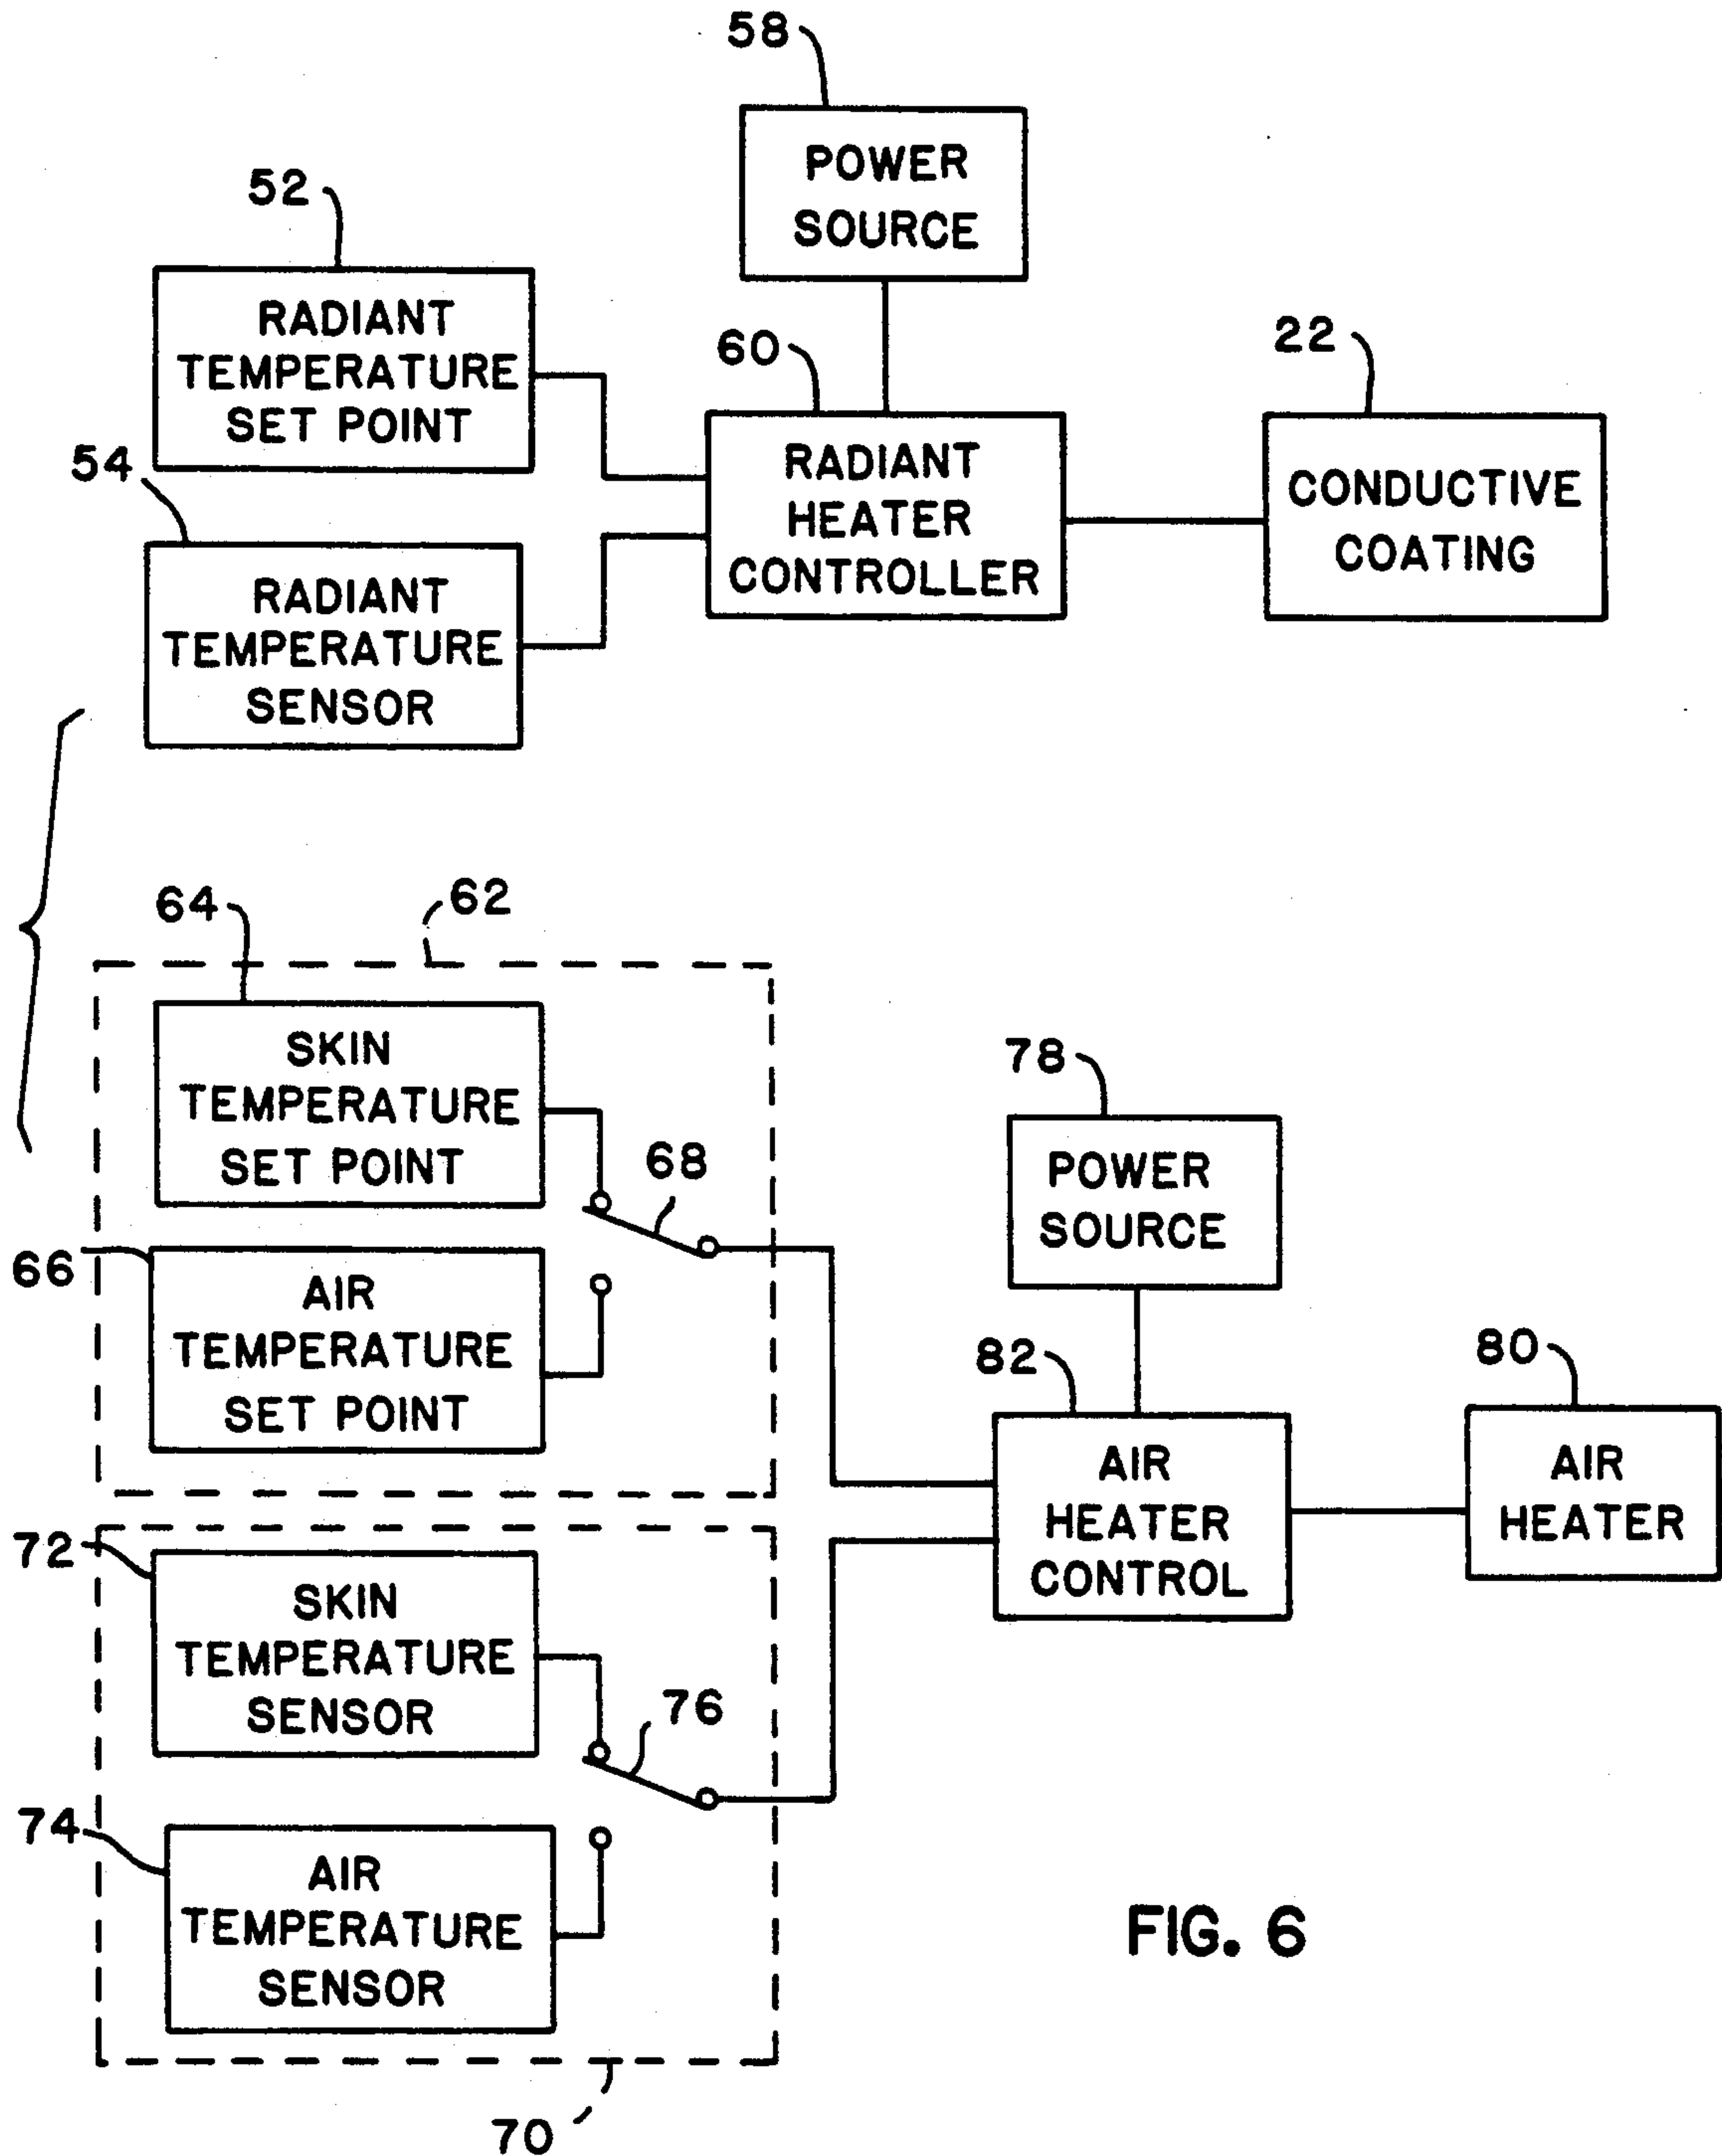 58
POWER
SOURCE
52
RADIANT
TEMPERATURE
SET POINT
60
RADIANT
HEATER
CONTROLLER
22
CONDUCTIVE
COATING
54
RADIANT
TEMPERATURE
SENSOR
62
64
SKIN
TEMPERATURE
SET POINT
68
66
AIR
TEMPERATURE
SET POINT
78
POWER
SOURCE
82
AIR
HEATER
CONTROL
80
AIR
HEATER
72
SKIN
TEMPERATURE
SENSOR
76
74
AIR
TEMPERATURE
SENSOR
70
FIG. 6